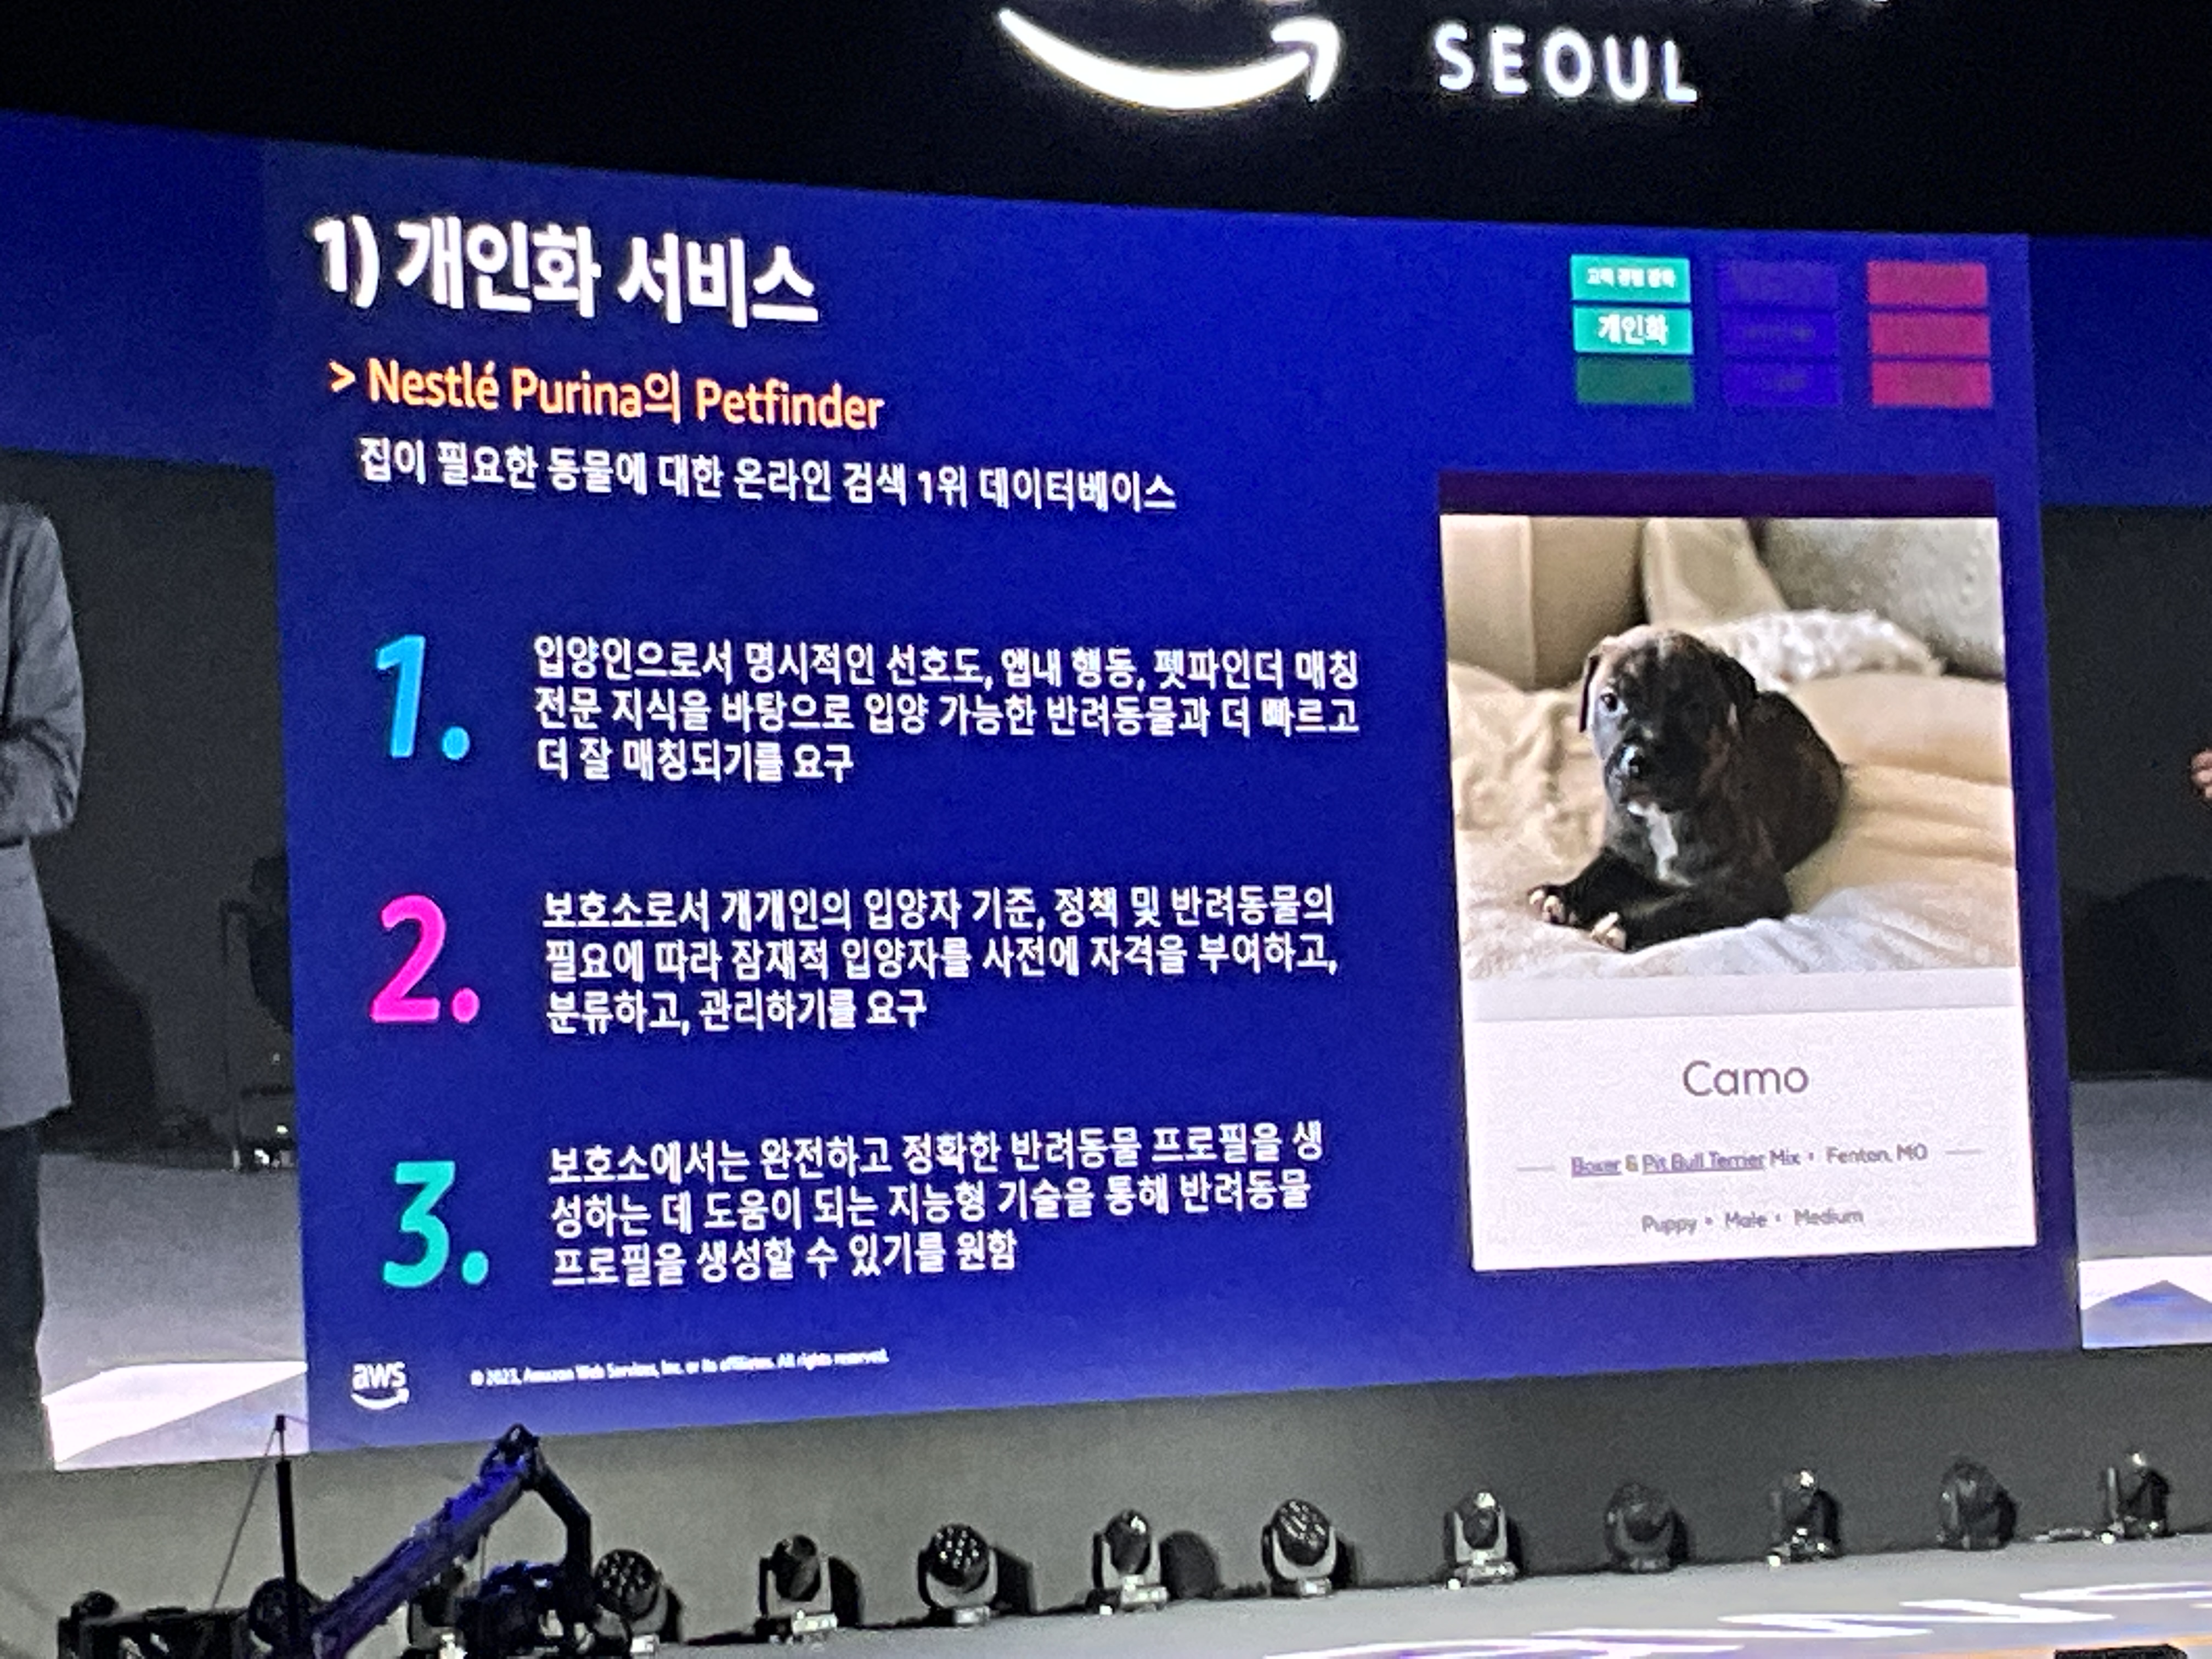 SEOUL
1) 개인화 서비스
고객 경험 강화
개인화
> Nestlé Purina의 Petfinder
집이 필요한 동물에 대한 온라인 검색 1위 데이터베이스
1.
입양인으로서 명시적인 선호도, 앱내 행동, 펫파인더 매칭
전문 지식을 바탕으로 입양 가능한 반려동물과 더 빠르고
더 잘 매칭되기를 요구
2.
보호소로서 개개인의 입양자 기준, 정책 및 반려동물의
필요에 따라 잠재적 입양자를 사전에 자격을 부여하고,
분류하고, 관리하기를 요구
3.
보호소에서는 완전하고 정확한 반려동물 프로필을 생
성하는 데 도움이 되는 지능형 기술을 통해 반려동물
프로필을 생성할 수 있기를 원함
Camo
Boxer & Pit Bull Terrier Mix • Fenton, MO
Puppy • Male • Medium
aws
© 2023, Amazon Web Services, Inc. or its affiliates. All rights reserved.